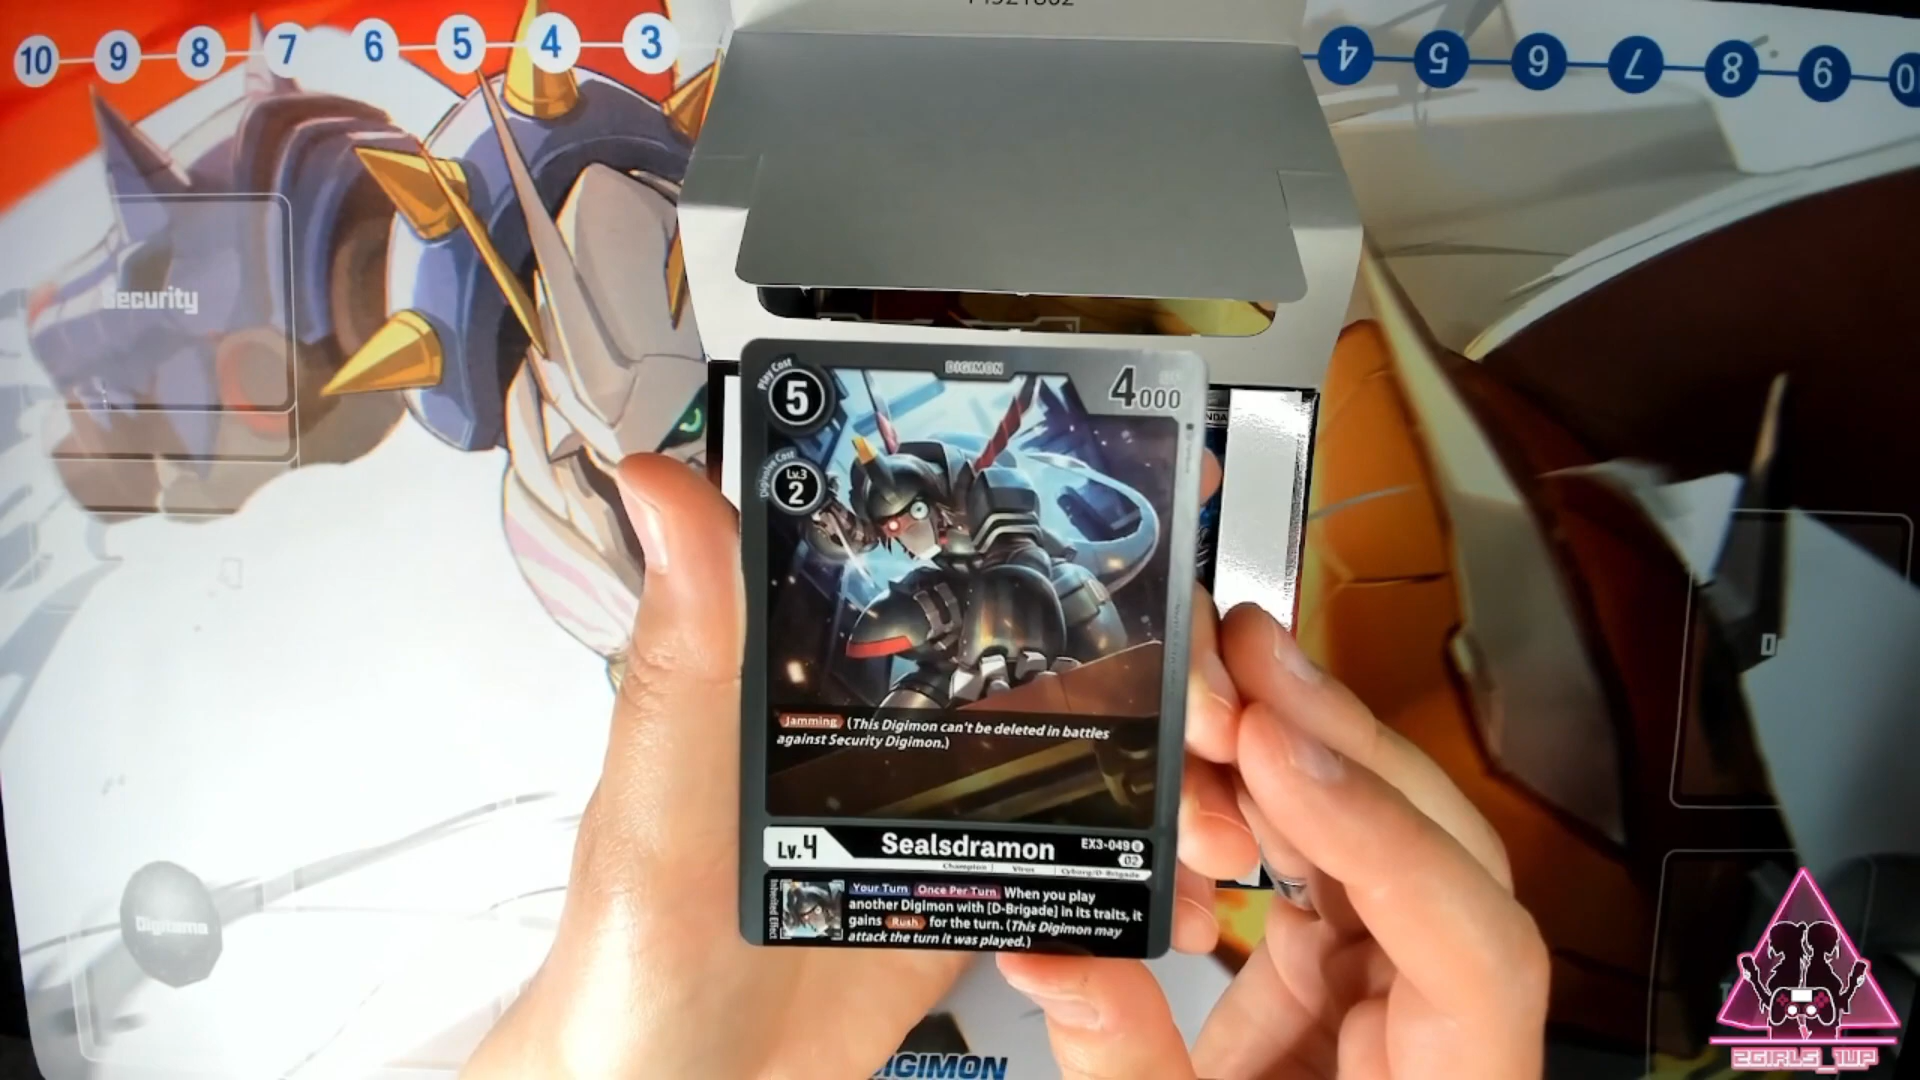 10 9 8 7 6 5 4 3
4 5 6 7 8 9
Security
DIGIMON
Play Cost
5
4000
Digivolve Cost
Lv.3
2
Jamming (This Digimon can't be deleted in battles
against Security Digimon.)
Lv.4
Sealsdramon
EX3-049 U
02
Champion Virus Cyborg/D-Brigade
Inherited Effect
Your Turn Once Per Turn When you play
another Digimon with [D-Brigade] in its traits, it
gains Rush for the turn. (This Digimon may
attack the turn it was played.)
Digitama
DIGIMON
2GIRLS_1UP